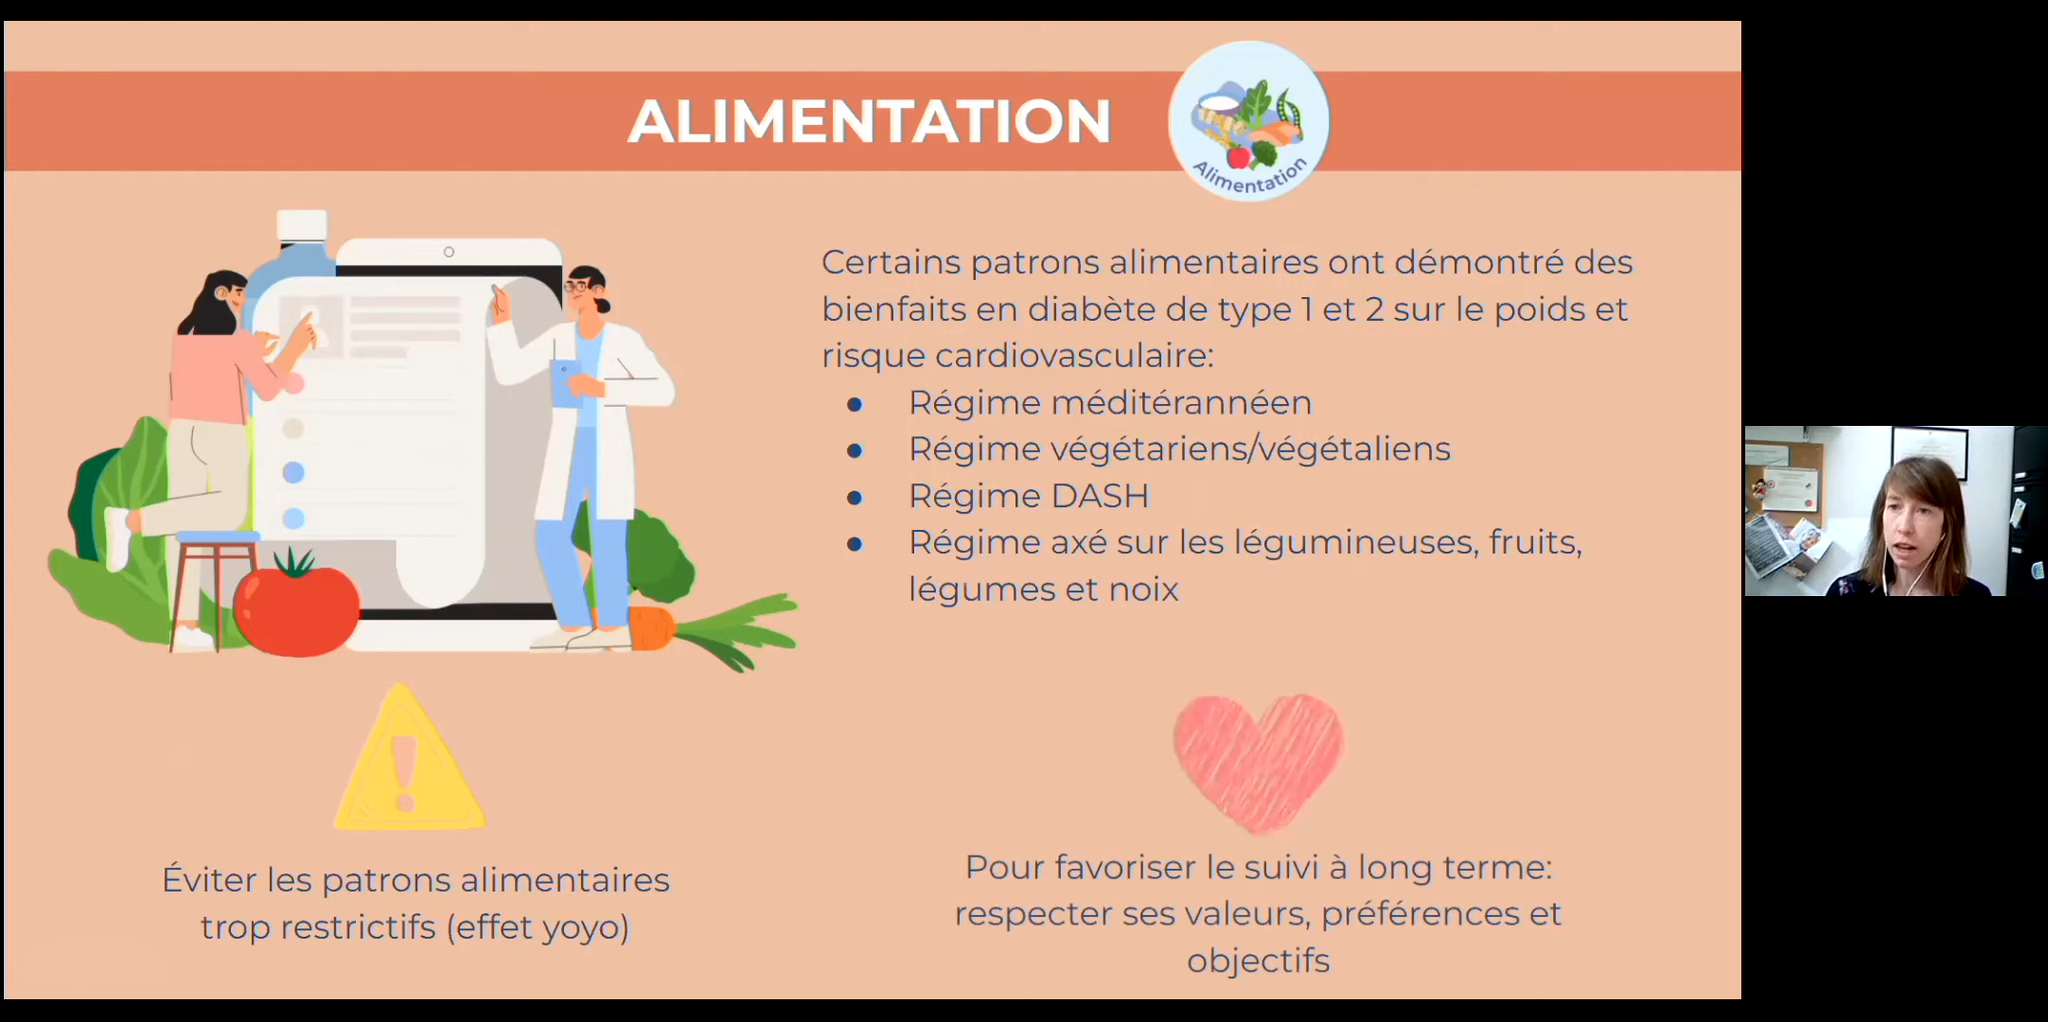 ALIMENTATION
Alimentation
Certains patrons alimentaires ont démontré des
bienfaits en diabète de type 1 et 2 sur le poids et
risque cardiovasculaire:
● Régime méditérannéen
● Régime végétariens/végétaliens
● Régime DASH
● Régime axé sur les légumineuses, fruits,
légumes et noix
Éviter les patrons alimentaires
trop restrictifs (effet yoyo)
Pour favoriser le suivi à long terme:
respecter ses valeurs, préférences et
objectifs